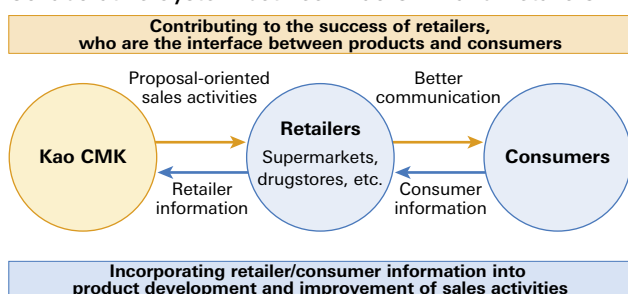 Contributing to the success of retailers,
who are the interface between products and consumers
Proposal-oriented
sales activities
Better
communication
Kao CMK
Retailers
Supermarkets,
drugstores, etc.
Consumers
Retailer
information
Consumer
information
Incorporating retailer/consumer information into
product development and improvement of sales activities